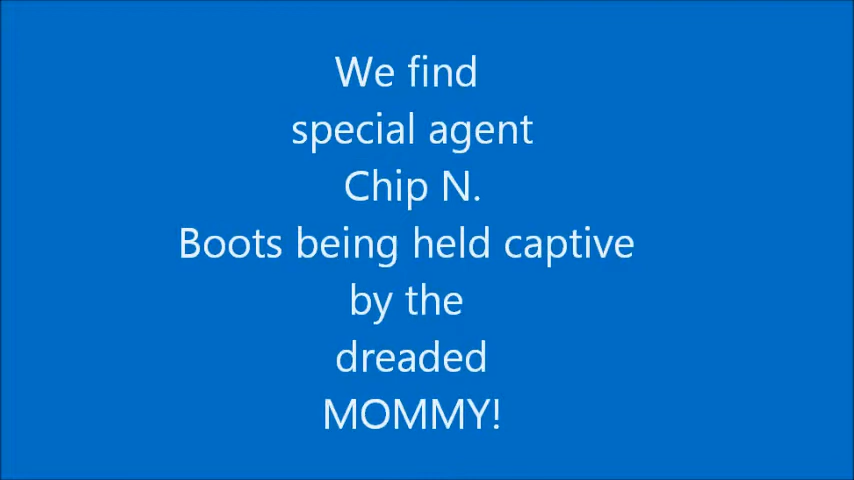 We find
special agent
Chip N.
Boots being held captive
by the
dreaded
MOMMY!